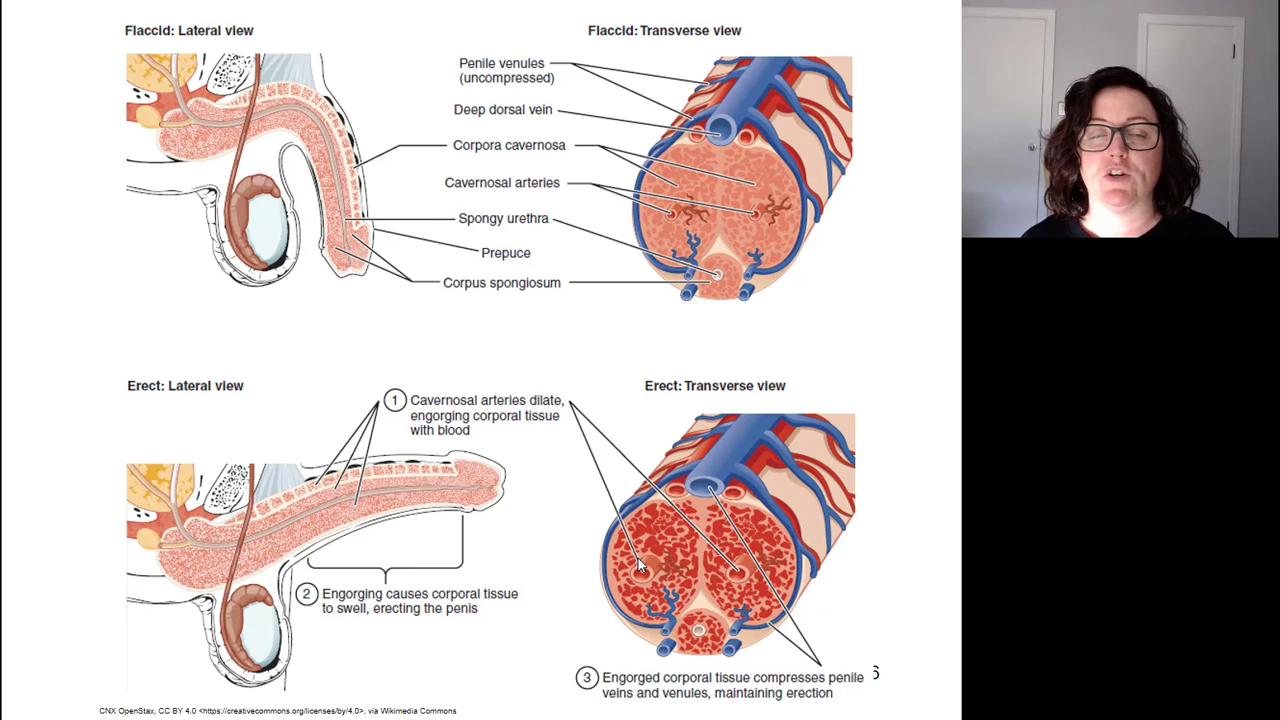 Flaccid: Lateral view
Flaccid: Transverse view
Penile venules
(uncompressed)
Deep dorsal vein
Corpora cavernosa
Cavernosal arteries
Spongy urethra
Prepuce
Corpus spongiosum
Erect: Lateral view
Erect: Transverse view
1 Cavernosal arteries dilate,
engorging corporal tissue
with blood
2 Engorging causes corporal tissue
to swell, erecting the penis
3 Engorged corporal tissue compresses penile
veins and venules, maintaining erection
6
CNX OpenStax, CC BY 4.0 <https://creativecommons.org/licenses/by/4.0>, via Wikimedia Commons